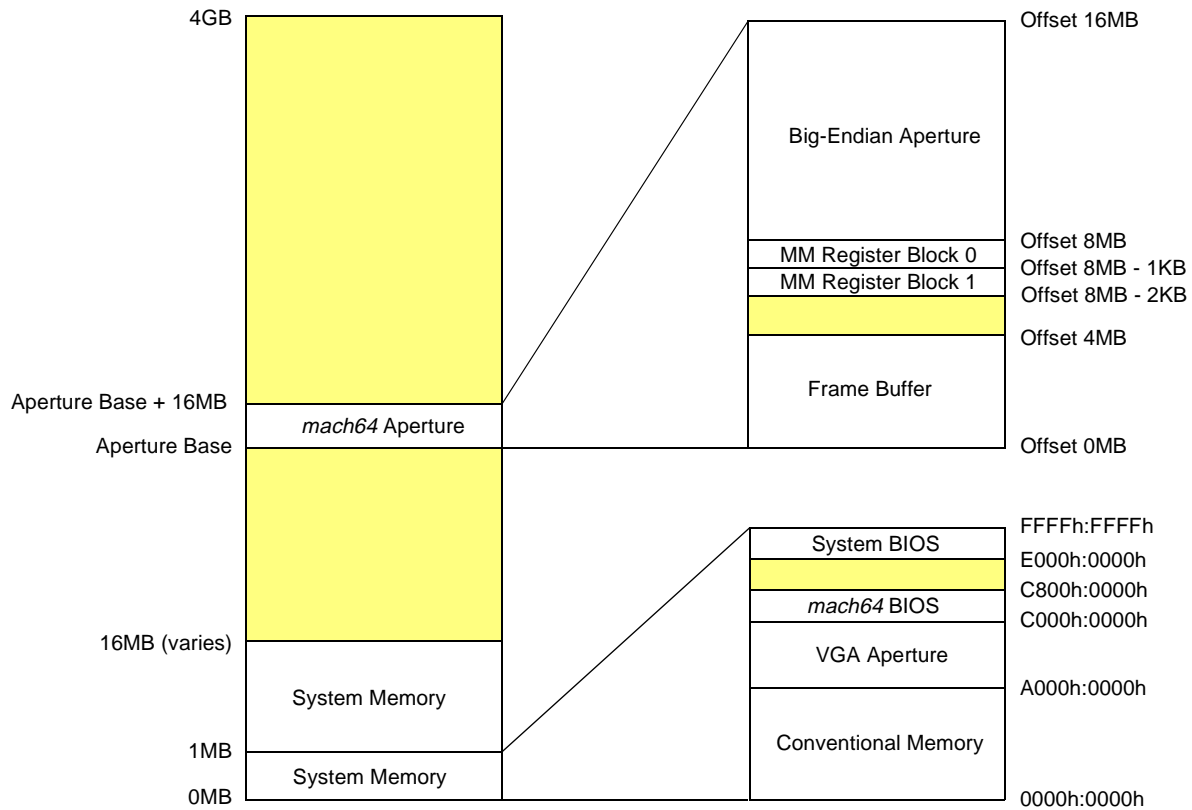 4GB
Aperture Base + 16MB
mach64 Aperture
Aperture Base
16MB (varies)
System Memory
1MB
System Memory
0MB
Offset 16MB
Big-Endian Aperture
Offset 8MB
MM Register Block 0
Offset 8MB - 1KB
MM Register Block 1
Offset 8MB - 2KB
Offset 4MB
Frame Buffer
Offset 0MB
FFFFh:FFFFh
System BIOS
E000h:0000h
C800h:0000h
mach64 BIOS
C000h:0000h
VGA Aperture
A000h:0000h
Conventional Memory
0000h:0000h